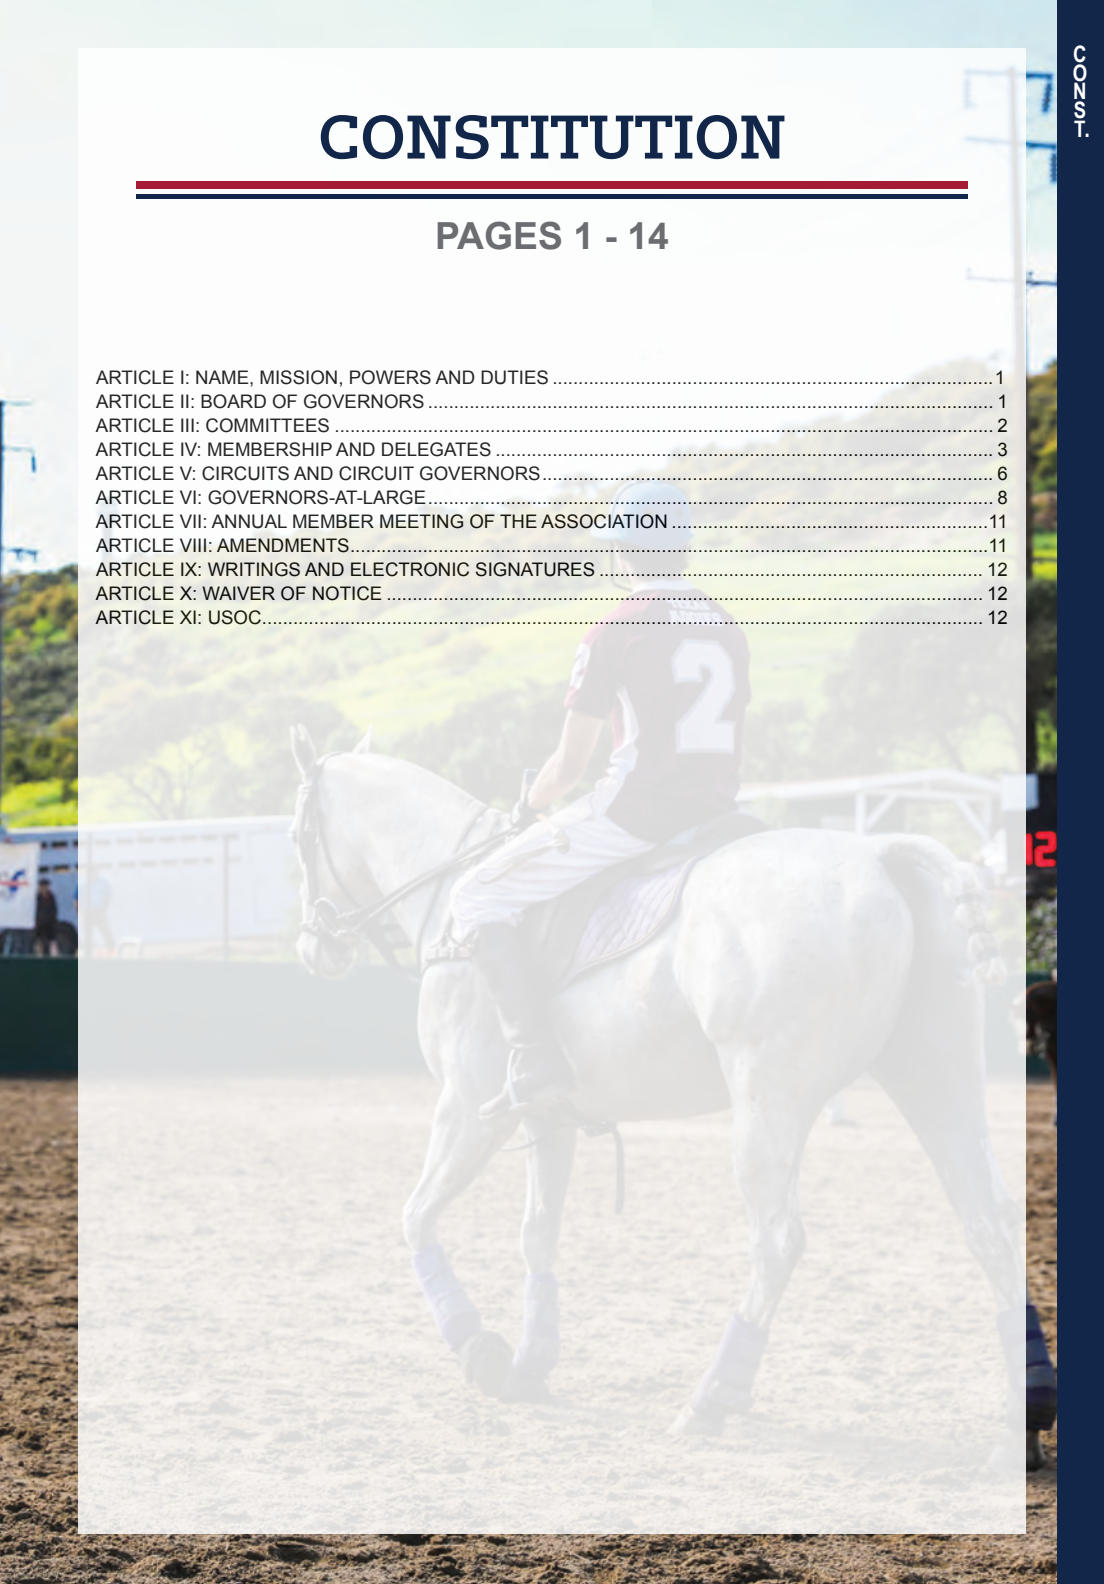 CONST.
CONSTITUTION
PAGES 1 - 14
ARTICLE I: NAME, MISSION, POWERS AND DUTIES ..................................................................................... 1
ARTICLE II: BOARD OF GOVERNORS ............................................................................................................. 1
ARTICLE III: COMMITTEES ............................................................................................................................... 2
ARTICLE IV: MEMBERSHIP AND DELEGATES ................................................................................................ 3
ARTICLE V: CIRCUITS AND CIRCUIT GOVERNORS ....................................................................................... 6
ARTICLE VI: GOVERNORS-AT-LARGE ............................................................................................................. 8
ARTICLE VII: ANNUAL MEMBER MEETING OF THE ASSOCIATION ............................................................. 11
ARTICLE VIII: AMENDMENTS ........................................................................................................................... 11
ARTICLE IX: WRITINGS AND ELECTRONIC SIGNATURES .......................................................................... 12
ARTICLE X: WAIVER OF NOTICE ................................................................................................................... 12
ARTICLE XI: USOC ........................................................................................................................................... 12
2
12